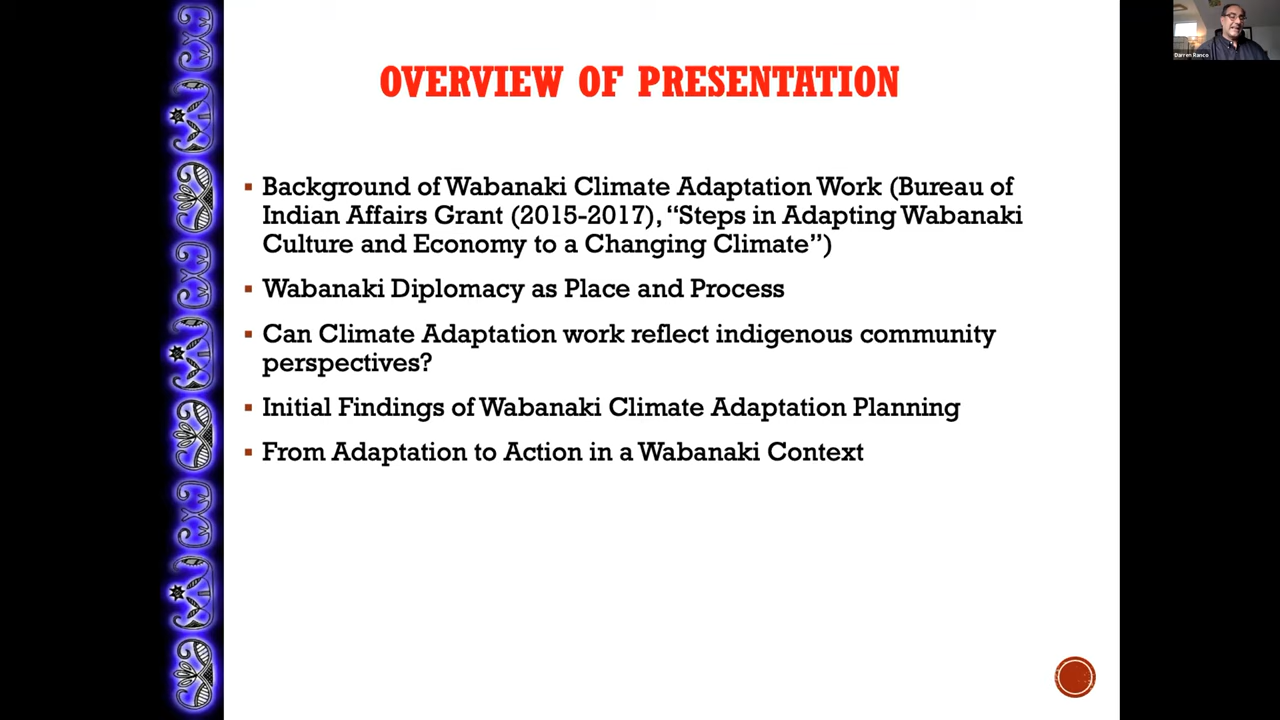 OVERVIEW OF PRESENTATION
Darren Ranco
▪ Background of Wabanaki Climate Adaptation Work (Bureau of
Indian Affairs Grant (2015-2017), “Steps in Adapting Wabanaki
Culture and Economy to a Changing Climate”)
▪ Wabanaki Diplomacy as Place and Process
▪ Can Climate Adaptation work reflect indigenous community
perspectives?
▪ Initial Findings of Wabanaki Climate Adaptation Planning
▪ From Adaptation to Action in a Wabanaki Context